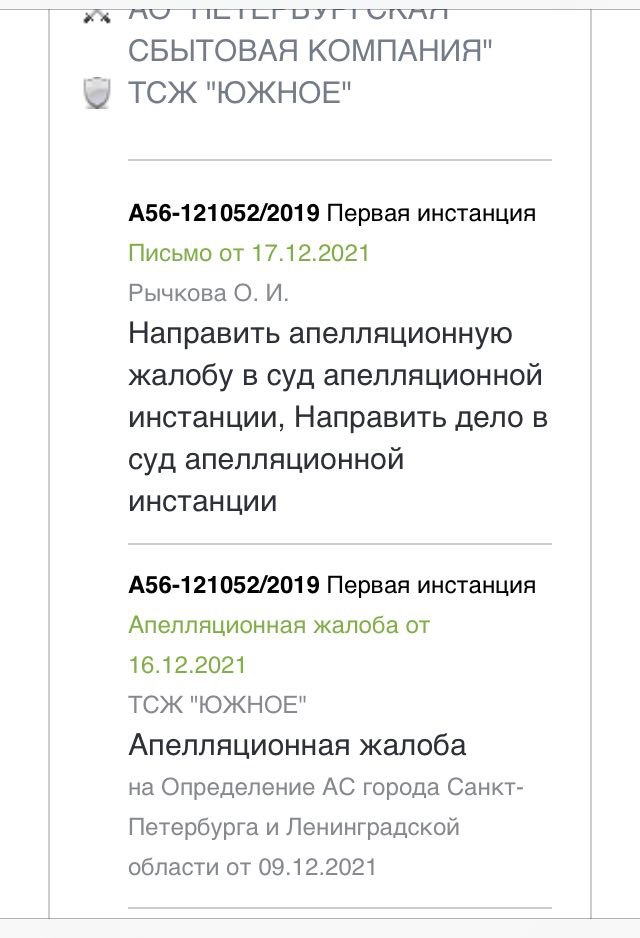 АО "ПЕТЕРБУРГСКАЯ
СБЫТОВАЯ КОМПАНИЯ"
ТСЖ "ЮЖНОЕ"
А56-121052/2019 Первая инстанция
Письмо от 17.12.2021
Рычкова О. И.
Направить апелляционную
жалобу в суд апелляционной
инстанции, Направить дело в
суд апелляционной
инстанции
А56-121052/2019 Первая инстанция
Апелляционная жалоба от
16.12.2021
ТСЖ "ЮЖНОЕ"
Апелляционная жалоба
на Определение АС города Санкт-
Петербурга и Ленинградской
области от 09.12.2021